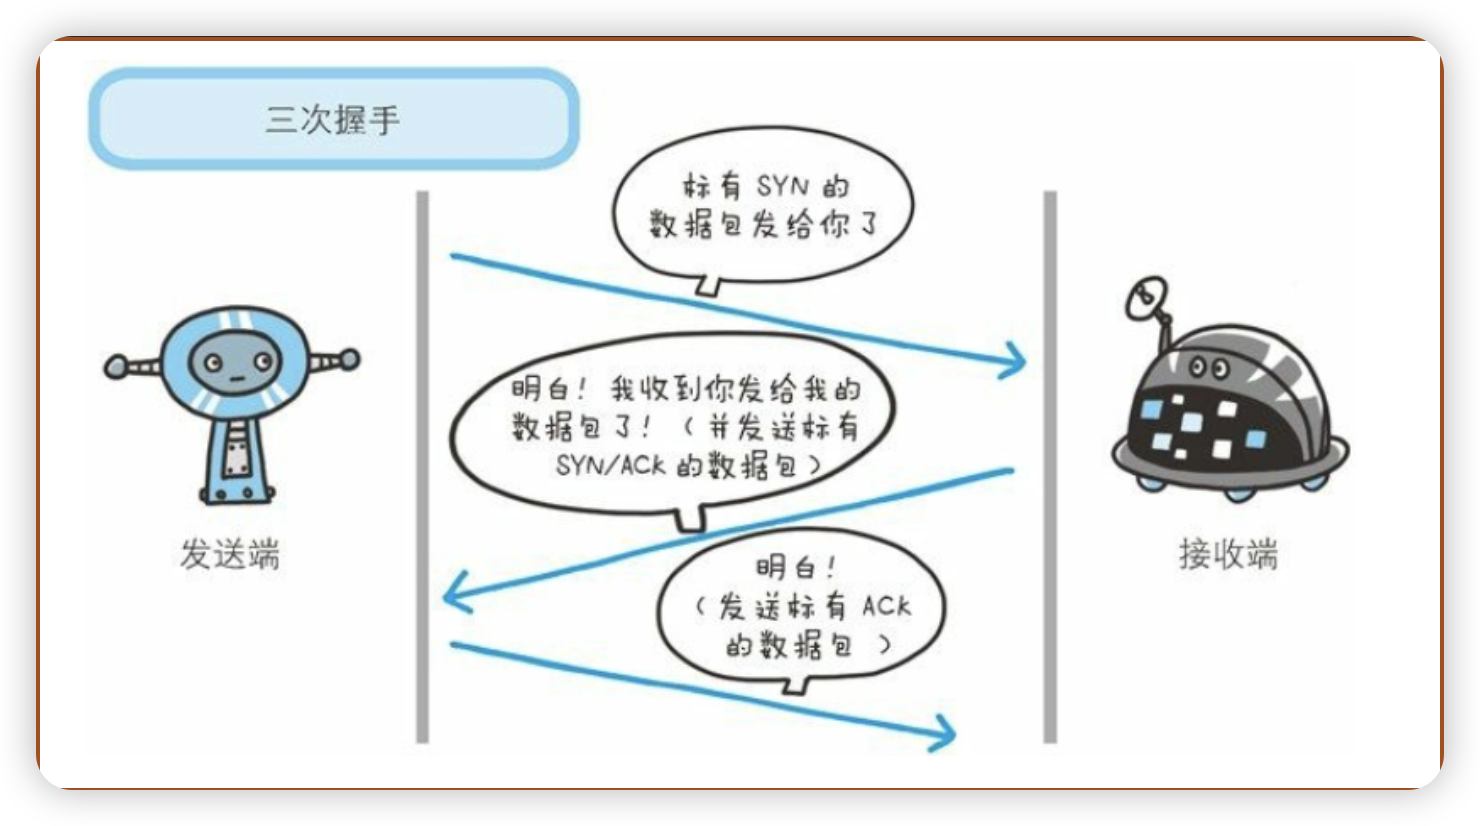 三次握手
标有 SYN 的
数据包发给你了
明白！我收到你发给我的
数据包了！（并发送标有
SYN/ACK 的数据包）
明白！
（发送标有 ACK
的数据包）
发送端
接收端